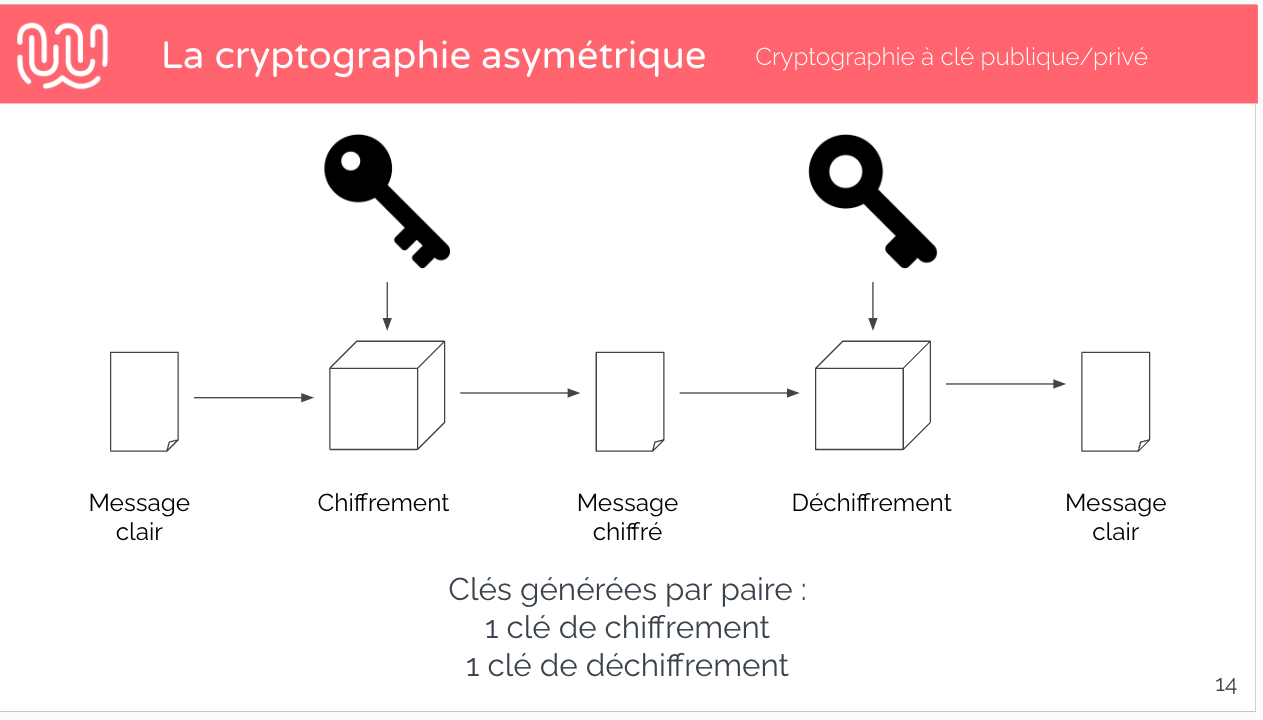 La cryptographie asymétrique
Cryptographie à clé publique/privé
Message
clair
Chiffrement
Message
chiffré
Déchiffrement
Message
clair
Clés générées par paire :
1 clé de chiffrement
1 clé de déchiffrement
14